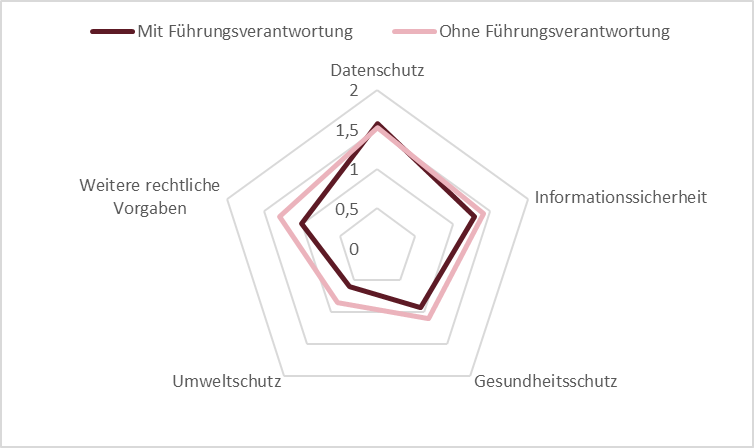 Mit Führungsverantwortung
Ohne Führungsverantwortung
Datenschutz
2
1,5
1
0,5
0
Informationssicherheit
Gesundheitsschutz
Umweltschutz
Weitere rechtliche
Vorgaben